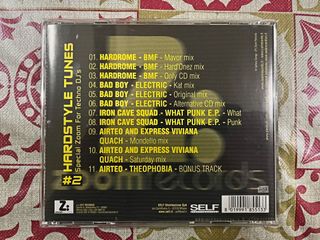 #2 HARDSTYLE TUNES
Special Zoom For Techno DJ's
01. HARDROME - BMF - Mayor mix
02. HARDROME - BMF - Hard'Onez mix
03. HARDROME - BMF - Only CD mix
04. BAD BOY - ELECTRIC - Kat mix
05. BAD BOY - ELECTRIC - Original mix
06. BAD BOY - ELECTRIC - Alternative CD mix
07. IRON CAVE SQUAD - WHAT PUNK E.P. - What
08. IRON CAVE SQUAD - WHAT PUNK E.P. - Punk
09. AIRTEO AND EXPRESS VIVIANA
QUACH - Mondello mix
10. AIRTEO AND EXPRESS VIVIANA
QUACH - Saturday mix
11. AIRTEO - THEOPHOBIA - BONUS TRACK
SELF